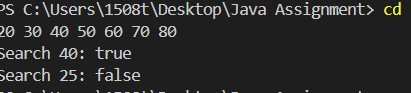 PS C:\Users\1508t\Desktop\Java Assignment> cd
20 30 40 50 60 70 80
Search 40: true
Search 25: false